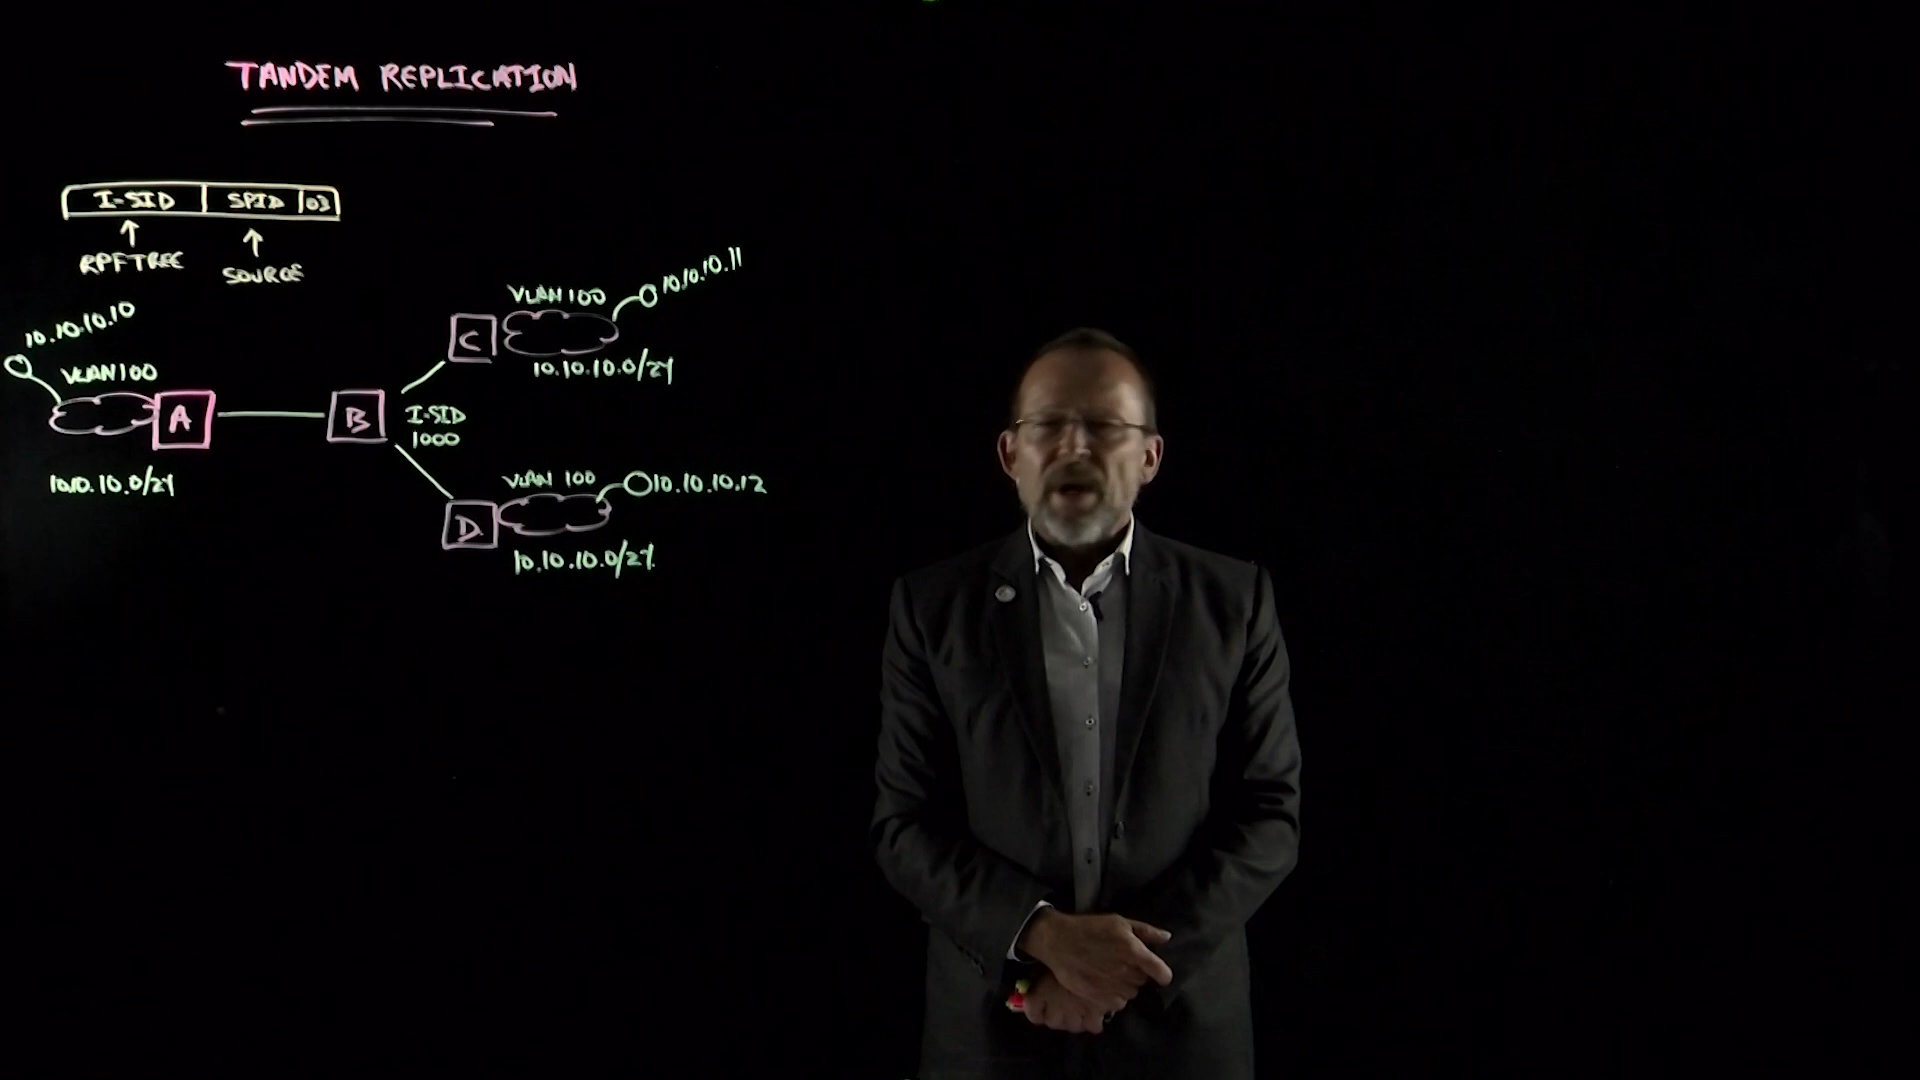 TANDEM REPLICATION
I-SID SPID 03
RPF TREE
SOURCE
10.10.10.10
VLAN 100
A
10.10.10.0/24
B
I-SID
1000
VLAN 100
10.10.10.11
C
10.10.10.0/24
VLAN 100
10.10.10.12
D
10.10.10.0/24